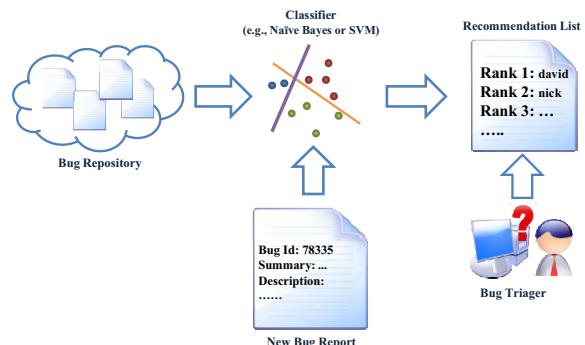 Classifier
(e.g., Naïve Bayes or SVM)
Recommendation List
Rank 1: david
Rank 2: nick
Rank 3: …
…..
Bug Repository
Bug Id: 78335
Summary: ...
Description:
……
?
Bug Triager
New Bug Report